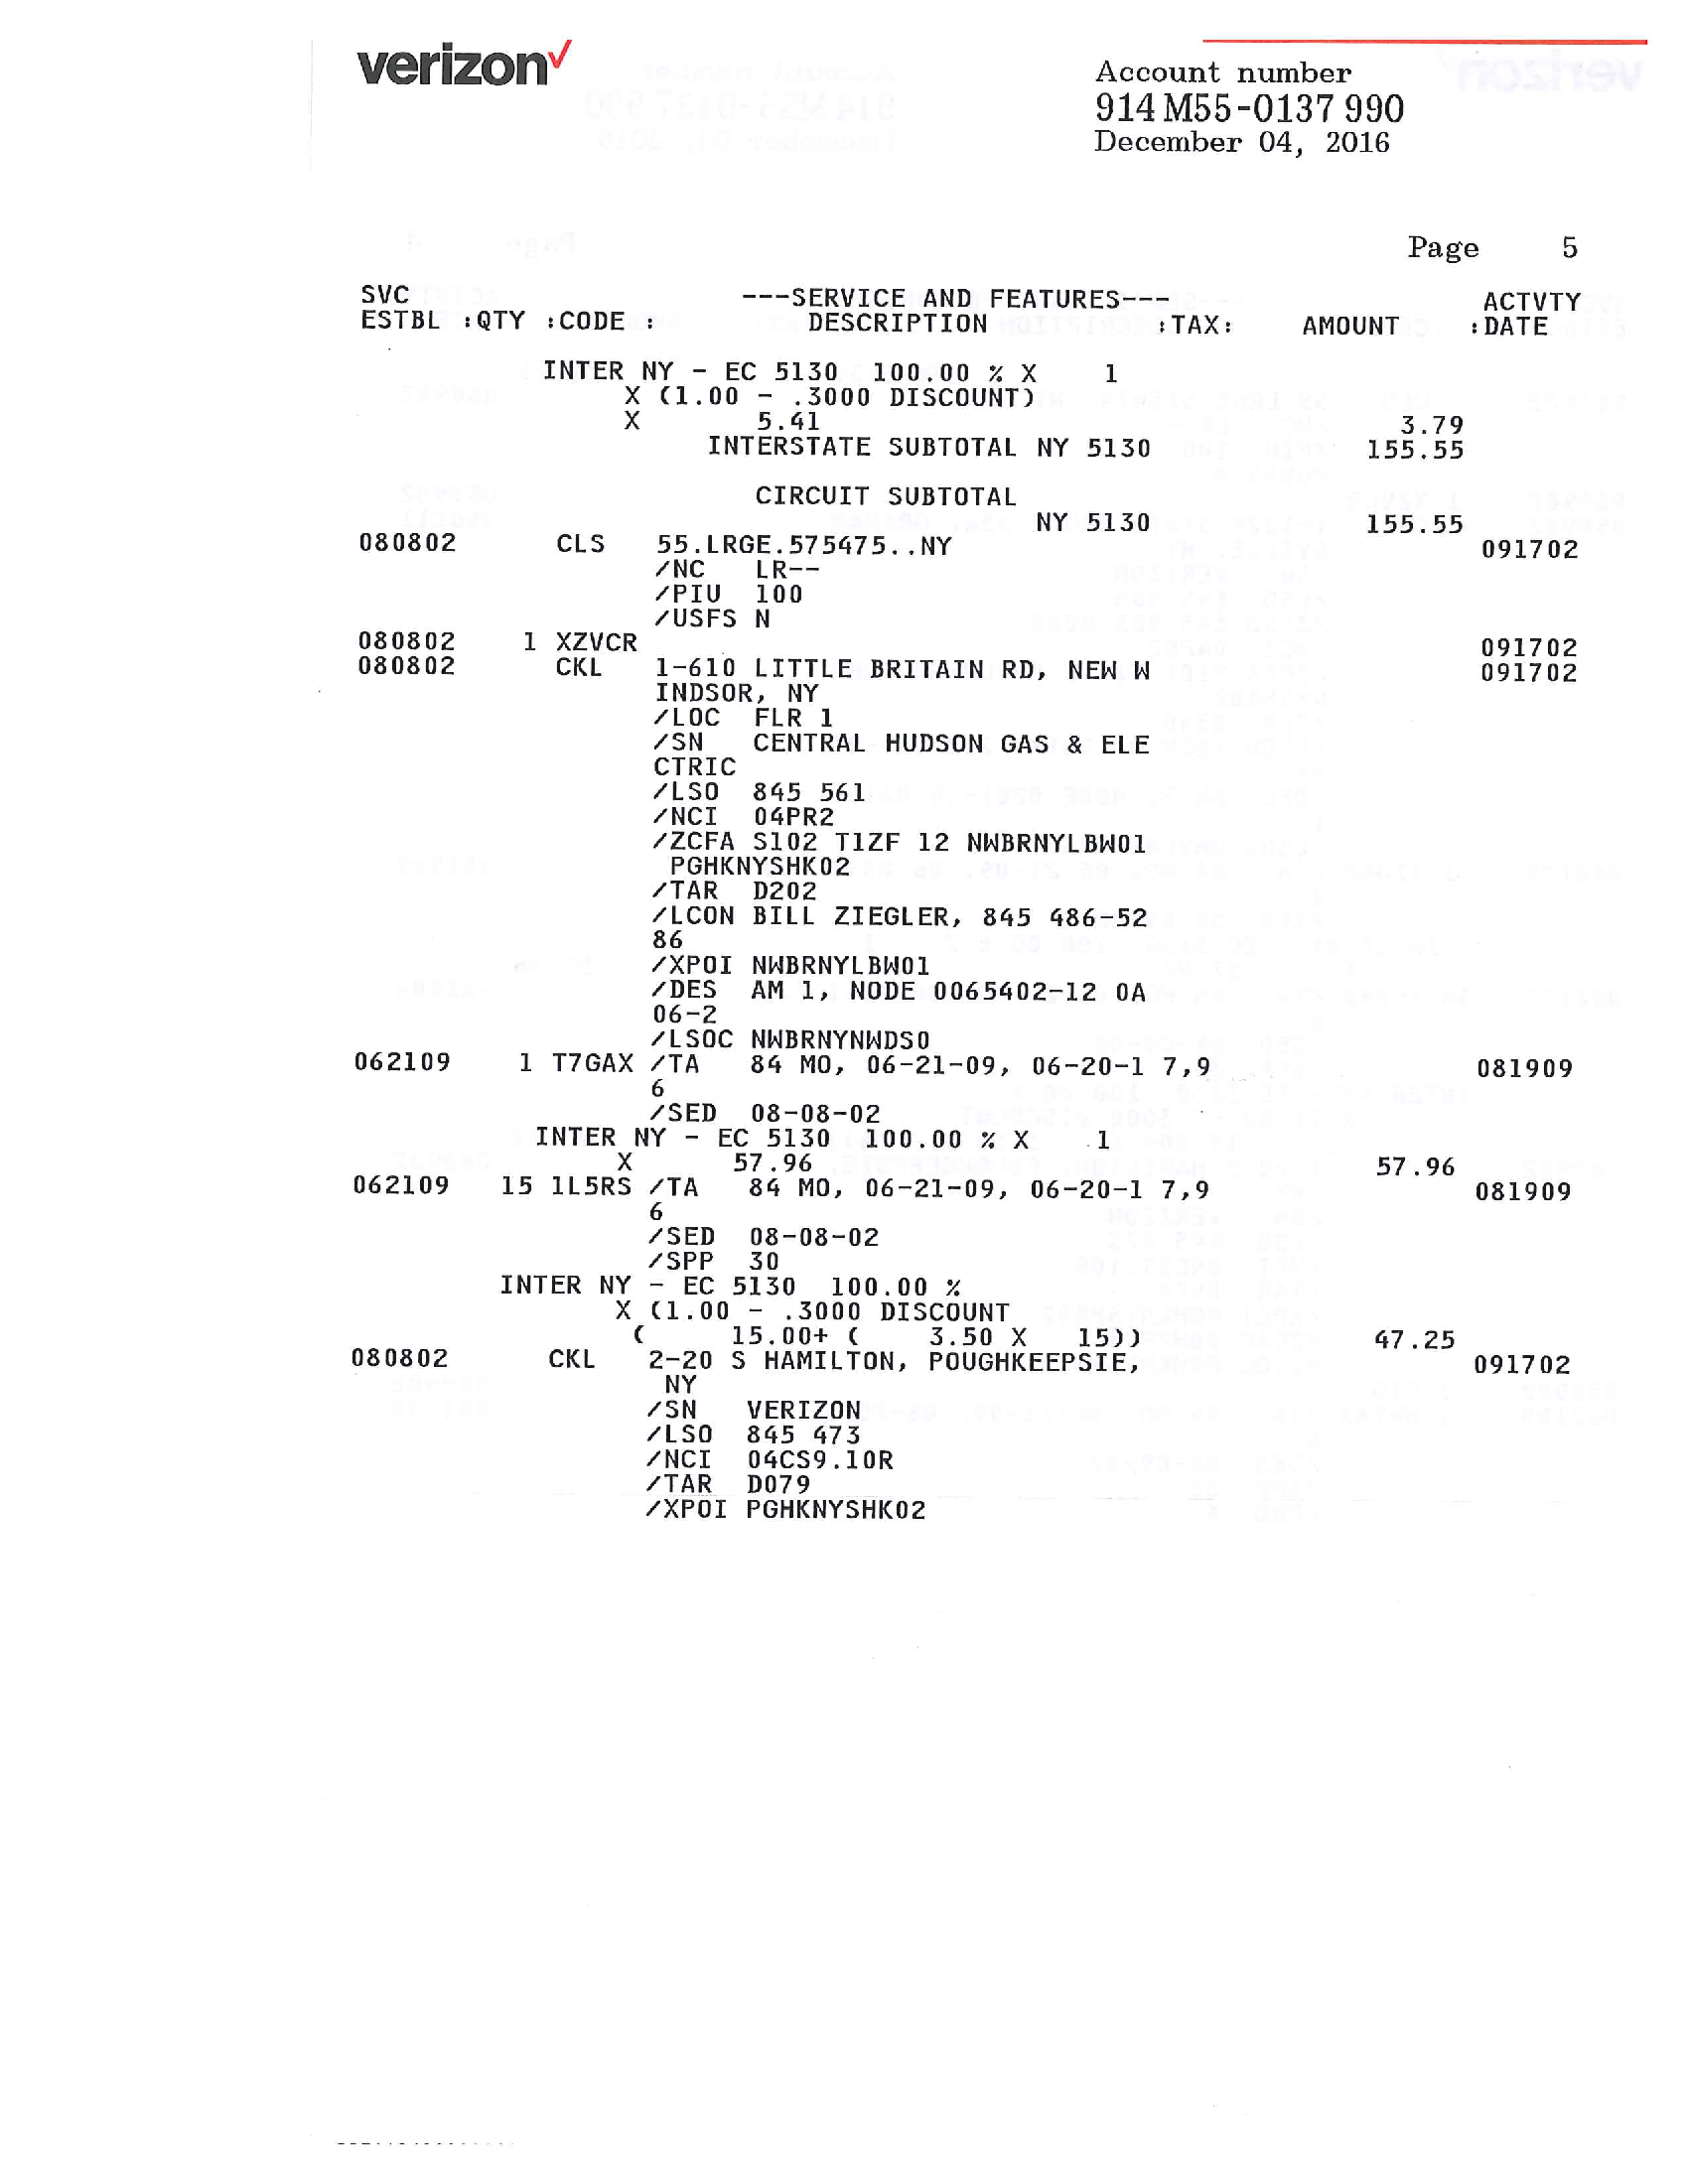 verizon
Account number
914 M55-0137 990
December 04, 2016
Page 5
SVC ---SERVICE AND FEATURES--- ACTVTY
ESTBL :QTY :CODE : DESCRIPTION :TAX: AMOUNT :DATE
INTER NY - EC 5130 100.00 % X 1
X (1.00 - .3000 DISCOUNT)
X 5.41 3.79
INTERSTATE SUBTOTAL NY 5130 155.55
CIRCUIT SUBTOTAL
NY 5130 155.55
080802 CLS 55.LRGE.575475..NY 091702
/NC LR--
/PIU 100
/USFS N
080802 1 XZVCR 091702
080802 CKL 1-610 LITTLE BRITAIN RD, NEW W 091702
INDSOR, NY
/LOC FLR 1
/SN CENTRAL HUDSON GAS & ELE
CTRIC
/LSO 845 561
/NCI 04PR2
/ZCFA S102 T1ZF 12 NWBRNYLBW01
PGHKNYSHK02
/TAR D202
/LCON BILL ZIEGLER, 845 486-52
86
/XPOI NWBRNYLBW01
/DES AM 1, NODE 0065402-12 0A
06-2
/LSOC NWBRNYNWDS0
062109 1 T7GAX /TA 84 MO, 06-21-09, 06-20-1 7,9 081909
6
/SED 08-08-02
INTER NY - EC 5130 100.00 % X 1
X 57.96 57.96
062109 15 1L5RS /TA 84 MO, 06-21-09, 06-20-1 7,9 081909
6
/SED 08-08-02
/SPP 30
INTER NY - EC 5130 100.00 %
X (1.00 - .3000 DISCOUNT
( 15.00+ ( 3.50 X 15)) 47.25
080802 CKL 2-20 S HAMILTON, POUGHKEEPSIE, 091702
NY
/SN VERIZON
/LSO 845 473
/NCI 04CS9.10R
/TAR D079
/XPOI PGHKNYSHK02